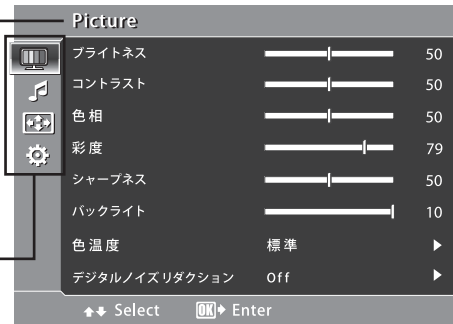 Picture
ブライトネス 50
コントラスト 50
色相 50
彩度 79
シャープネス 50
バックライト 10
色温度 標準
デジタルノイズリダクション Off
Select OK Enter